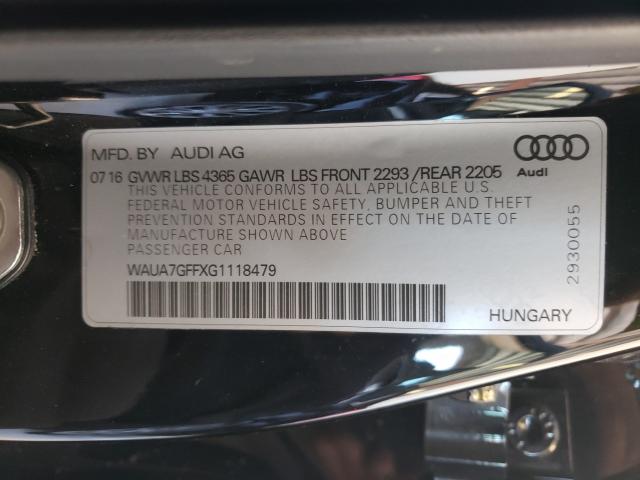 MFD. BY AUDI AG
07 16 GVWR LBS 4365 GAWR LBS FRONT 2293 /REAR 2205
Audi
THIS VEHICLE CONFORMS TO ALL APPLICABLE U.S.
FEDERAL MOTOR VEHICLE SAFETY, BUMPER AND THEFT
PREVENTION STANDARDS IN EFFECT ON THE DATE OF
MANUFACTURE SHOWN ABOVE
PASSENGER CAR
WAUA7GFFXG1118479
HUNGARY
2930055